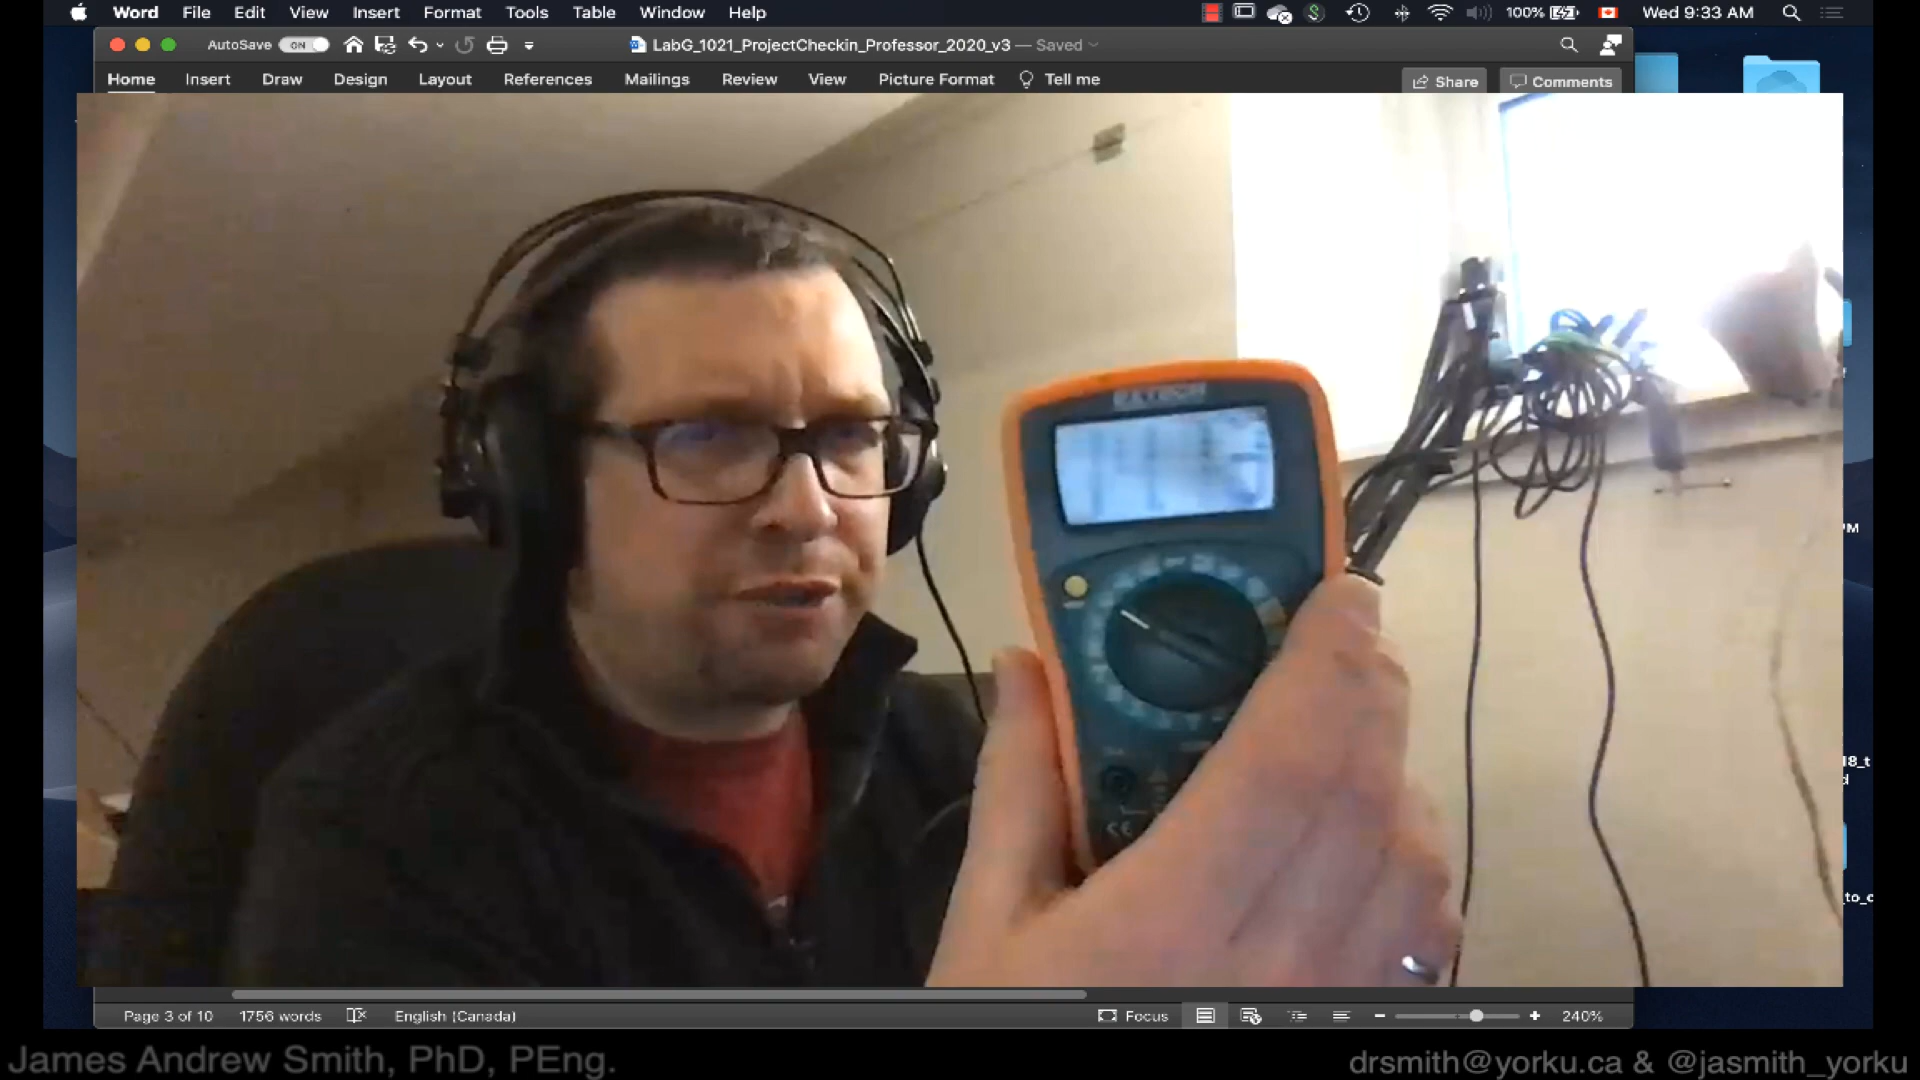 Word File Edit View Insert Format Tools Table Window Help 100% Wed 9:33 AM
AutoSave ON LabG_1021_ProjectCheckin_Professor_2020_v3 — Saved
Home Insert Draw Design Layout References Mailings Review View Picture Format Tell me Share Comments
EXTECH
CE
Page 3 of 10 1756 words English (Canada) Focus 240%
James Andrew Smith, PhD, PEng. drsmith@yorku.ca & @jasmith_yorku